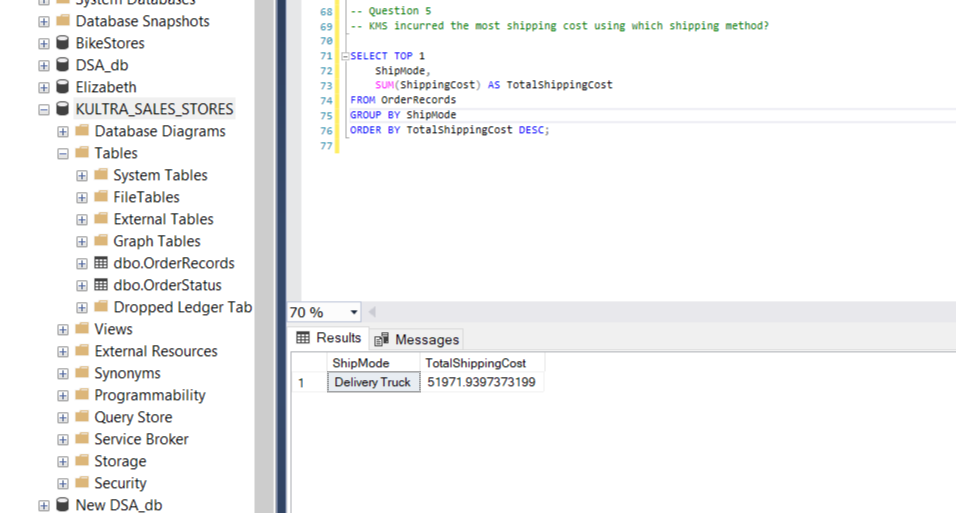 System Databases
Database Snapshots
BikeStores
DSA_db
Elizabeth
KULTRA_SALES_STORES
Database Diagrams
Tables
System Tables
FileTables
External Tables
Graph Tables
dbo.OrderRecords
dbo.OrderStatus
Dropped Ledger Tab
Views
External Resources
Synonyms
Programmability
Query Store
Service Broker
Storage
Security
New DSA_db
68 -- Question 5
69 -- KMS incurred the most shipping cost using which shipping method?
70
71 SELECT TOP 1
72 ShipMode,
73 SUM(ShippingCost) AS TotalShippingCost
74 FROM OrderRecords
75 GROUP BY ShipMode
76 ORDER BY TotalShippingCost DESC;
77
70 %
Results Messages
ShipMode TotalShippingCost
1 Delivery Truck 51971.9397373199